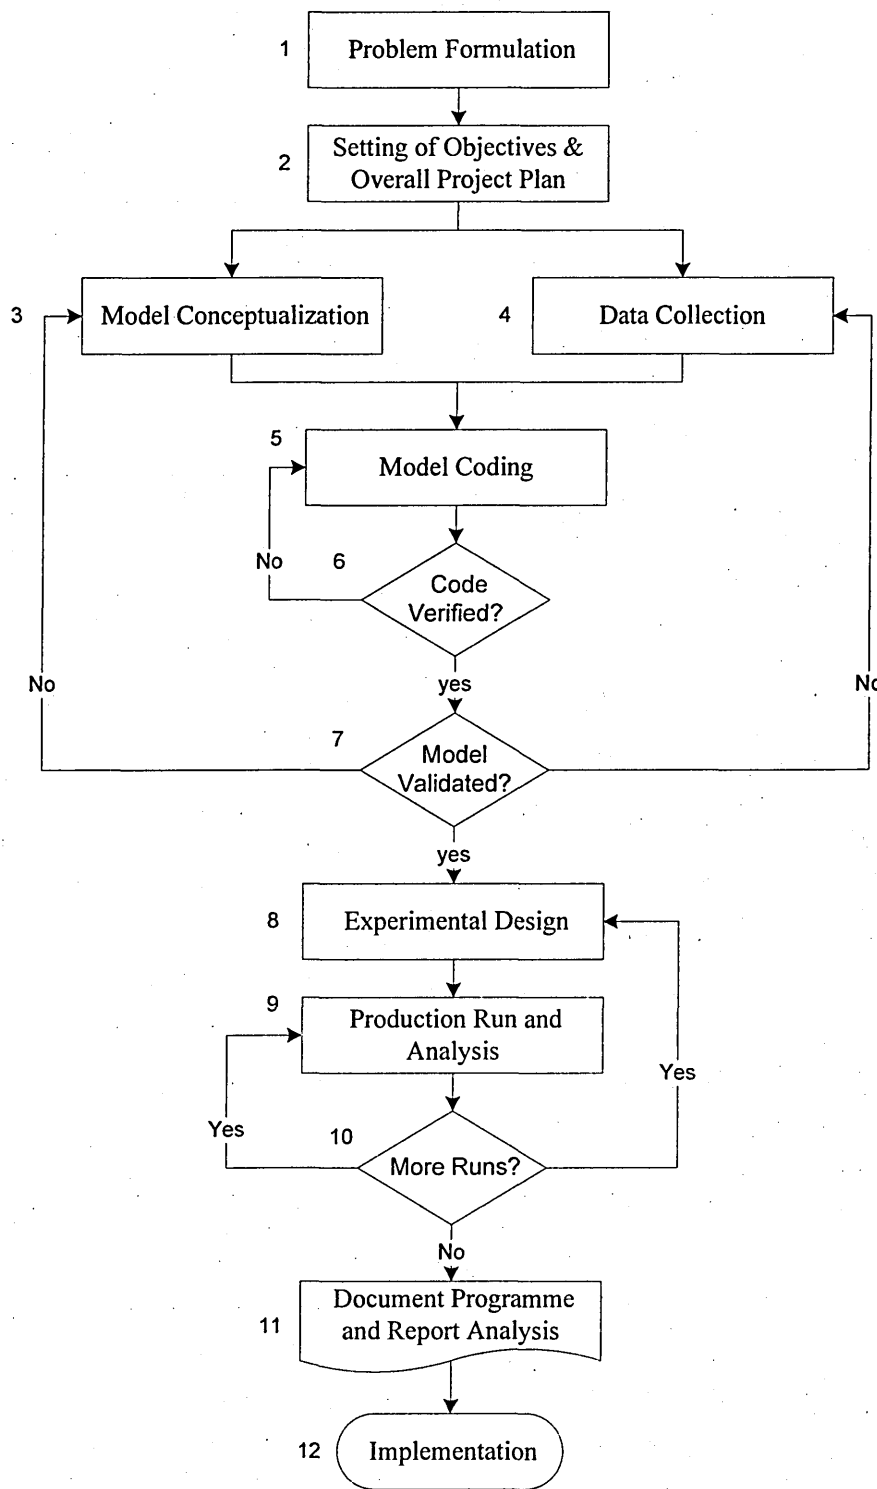 1
Problem Formulation
2
Setting of Objectives &
Overall Project Plan
3
Model Conceptualization
4
Data Collection
5
Model Coding
No
6
Code
Verified?
yes
No
No
7
Model
Validated?
yes
8
Experimental Design
9
Production Run and
Analysis
Yes
Yes
10
More Runs?
No
11
Document Programme
and Report Analysis
12
Implementation